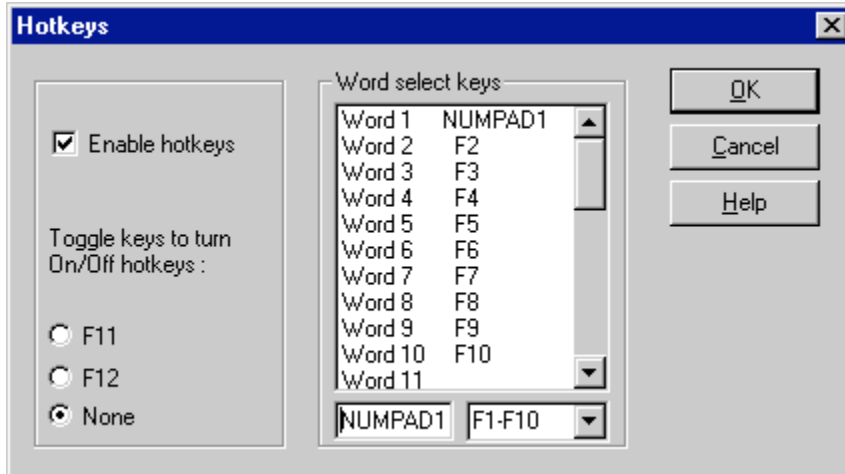 Hotkeys
Enable hotkeys
Toggle keys to turn
On/Off hotkeys :
F11
F12
None
Word select keys
Word 1 NUMPAD1
Word 2 F2
Word 3 F3
Word 4 F4
Word 5 F5
Word 6 F6
Word 7 F7
Word 8 F8
Word 9 F9
Word 10 F10
Word 11
NUMPAD1 F1-F10
OK
Cancel
Help